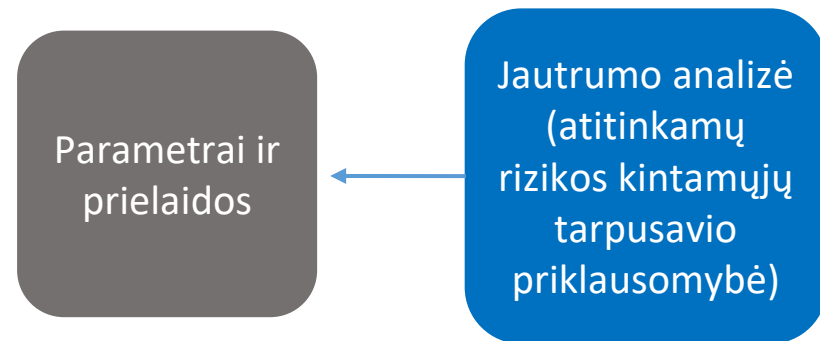 Parametrai ir
prielaidos
Jautrumo analizė
(atitinkamų
rizikos kintamųjų
tarpusavio
priklausomybė)